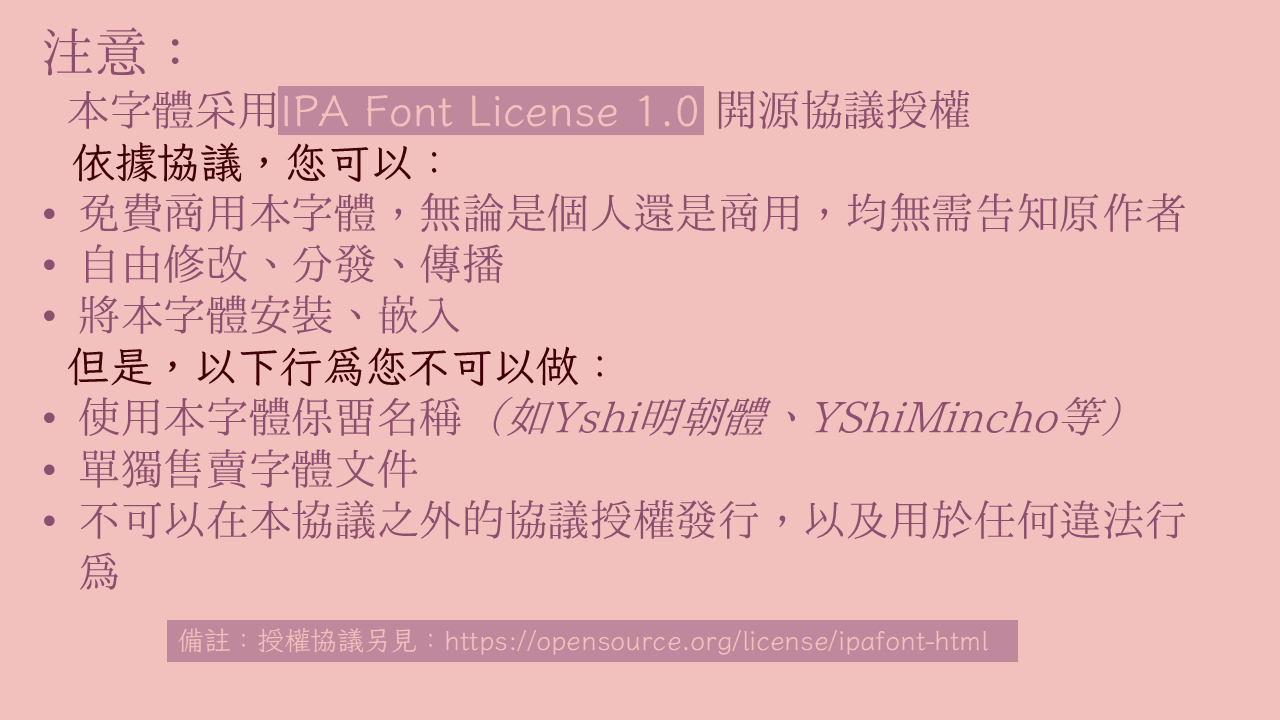 注意：
本字體采用IPA Font License 1.0 開源協議授權
依據協議，您可以：
• 免費商用本字體，無論是個人還是商用，均無需告知原作者
• 自由修改、分發、傳播
• 將本字體安裝、嵌入
但是，以下行爲您不可以做：
• 使用本字體保留名稱（如Yshi明朝體、YShiMincho等）
• 單獨售賣字體文件
• 不可以在本協議之外的協議授權發行，以及用於任何違法行
爲
備註：授權協議另見：https://opensource.org/license/ipafont-html